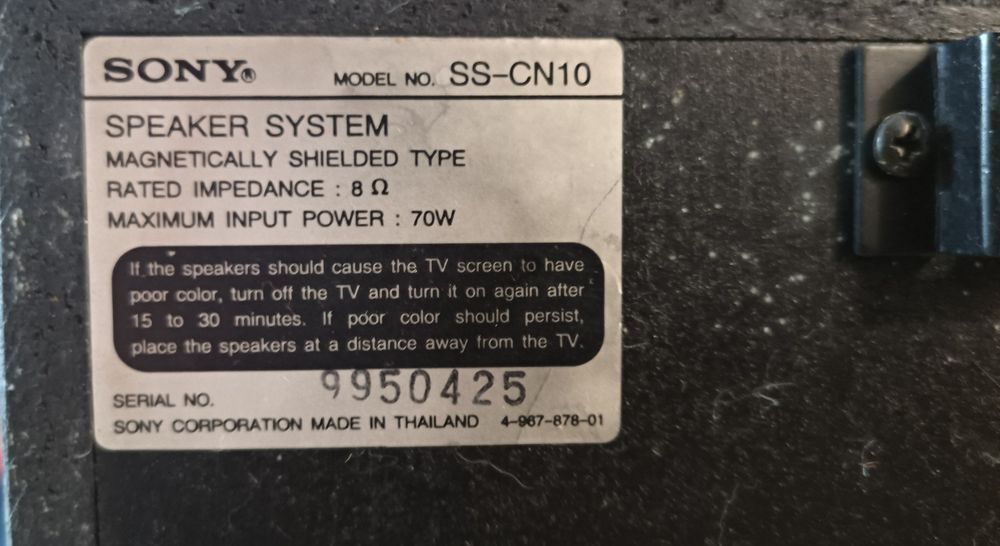 SONY® MODEL NO. SS-CN10
SPEAKER SYSTEM
MAGNETICALLY SHIELDED TYPE
RATED IMPEDANCE : 8 Ω
MAXIMUM INPUT POWER : 70W
If the speakers should cause the TV screen to have
poor color, turn off the TV and turn it on again after
15 to 30 minutes. If poor color should persist,
place the speakers at a distance away from the TV.
SERIAL NO. 9950425
SONY CORPORATION MADE IN THAILAND 4-967-878-01